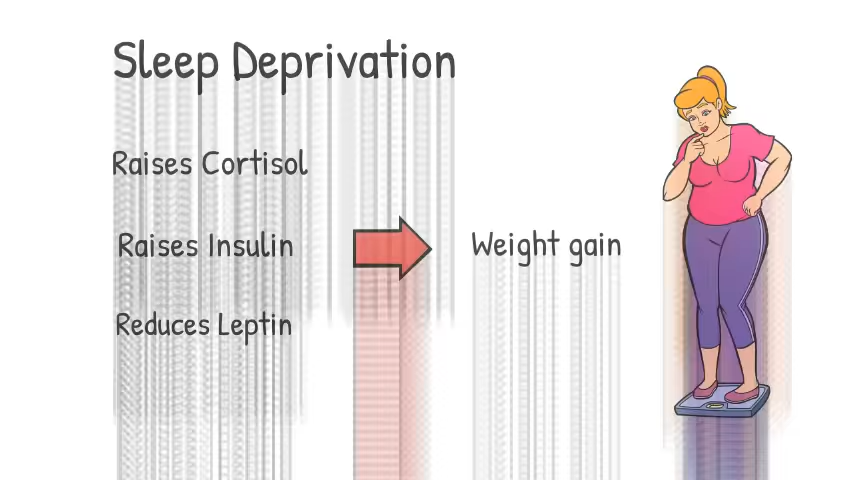 Sleep Deprivation
Raises Cortisol
Raises Insulin
Weight gain
Reduces Leptin